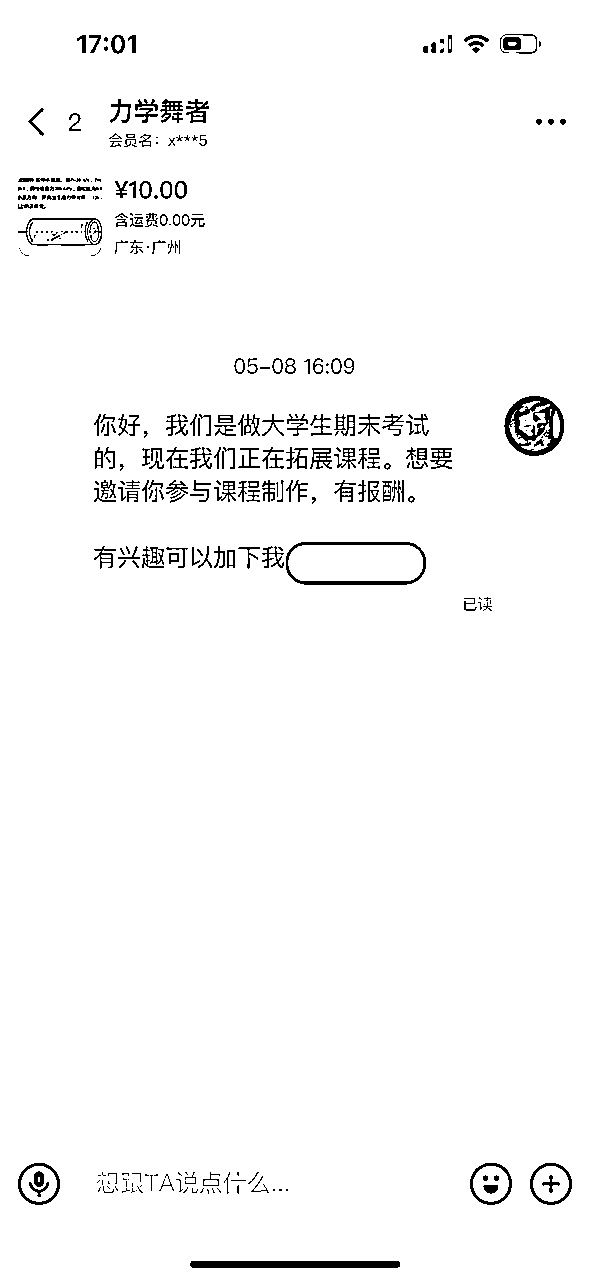 17:01
2
力学舞者
会员名：x***5
¥10.00
含运费0.00元
广东·广州
05-08 16:09
你好，我们是做大学生期末考试
的，现在我们正在拓展课程。想要
邀请你参与课程制作，有报酬。
有兴趣可以加下我
已读
想跟TA说点什么...